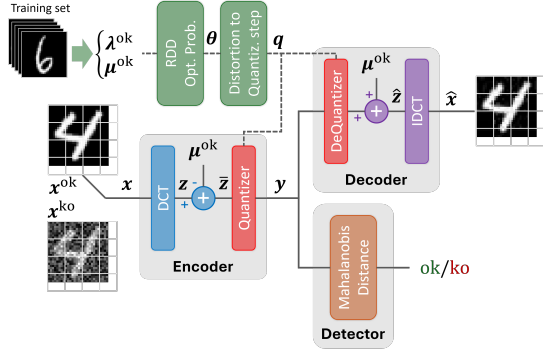 Training set
λ^ok
μ^ok
RDD
Opt. Prob.
θ
Distortion to
Quantiz. step
q
x^ok
x^ko
x
DCT
z
-
+
μ^ok
+
z̄
Quantizer
Encoder
y
DeQuantizer
μ^ok
+
+
+
ẑ
IDCT
Decoder
x̂
Mahalanobis
Distance
Detector
ok/ko